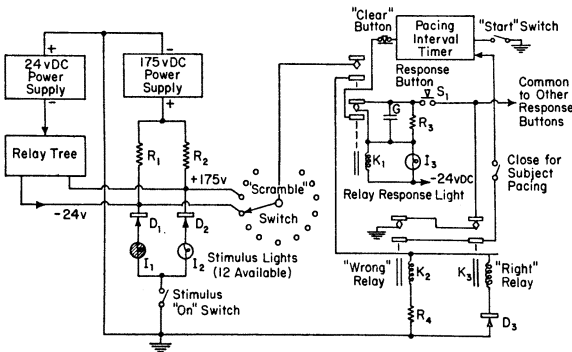 +
24 vDC
Power
Supply
−
Relay Tree
−
175 vDC
Power
Supply
+
R₁
R₂
+175v
−24v
"Scramble"
Switch
D₁
D₂
I₁
I₂
Stimulus Lights
(12 Available)
Stimulus
"On" Switch
"Clear"
Button
Pacing
Interval
Timer
"Start" Switch
Response
Button
S₁
Common
to Other
Response
Buttons
G
R₃
K₁
I₃
−24vDC
Relay Response Light
Close for
Subject
Pacing
"Wrong"
Relay
K₂
K₃
"Right"
Relay
R₄
D₃